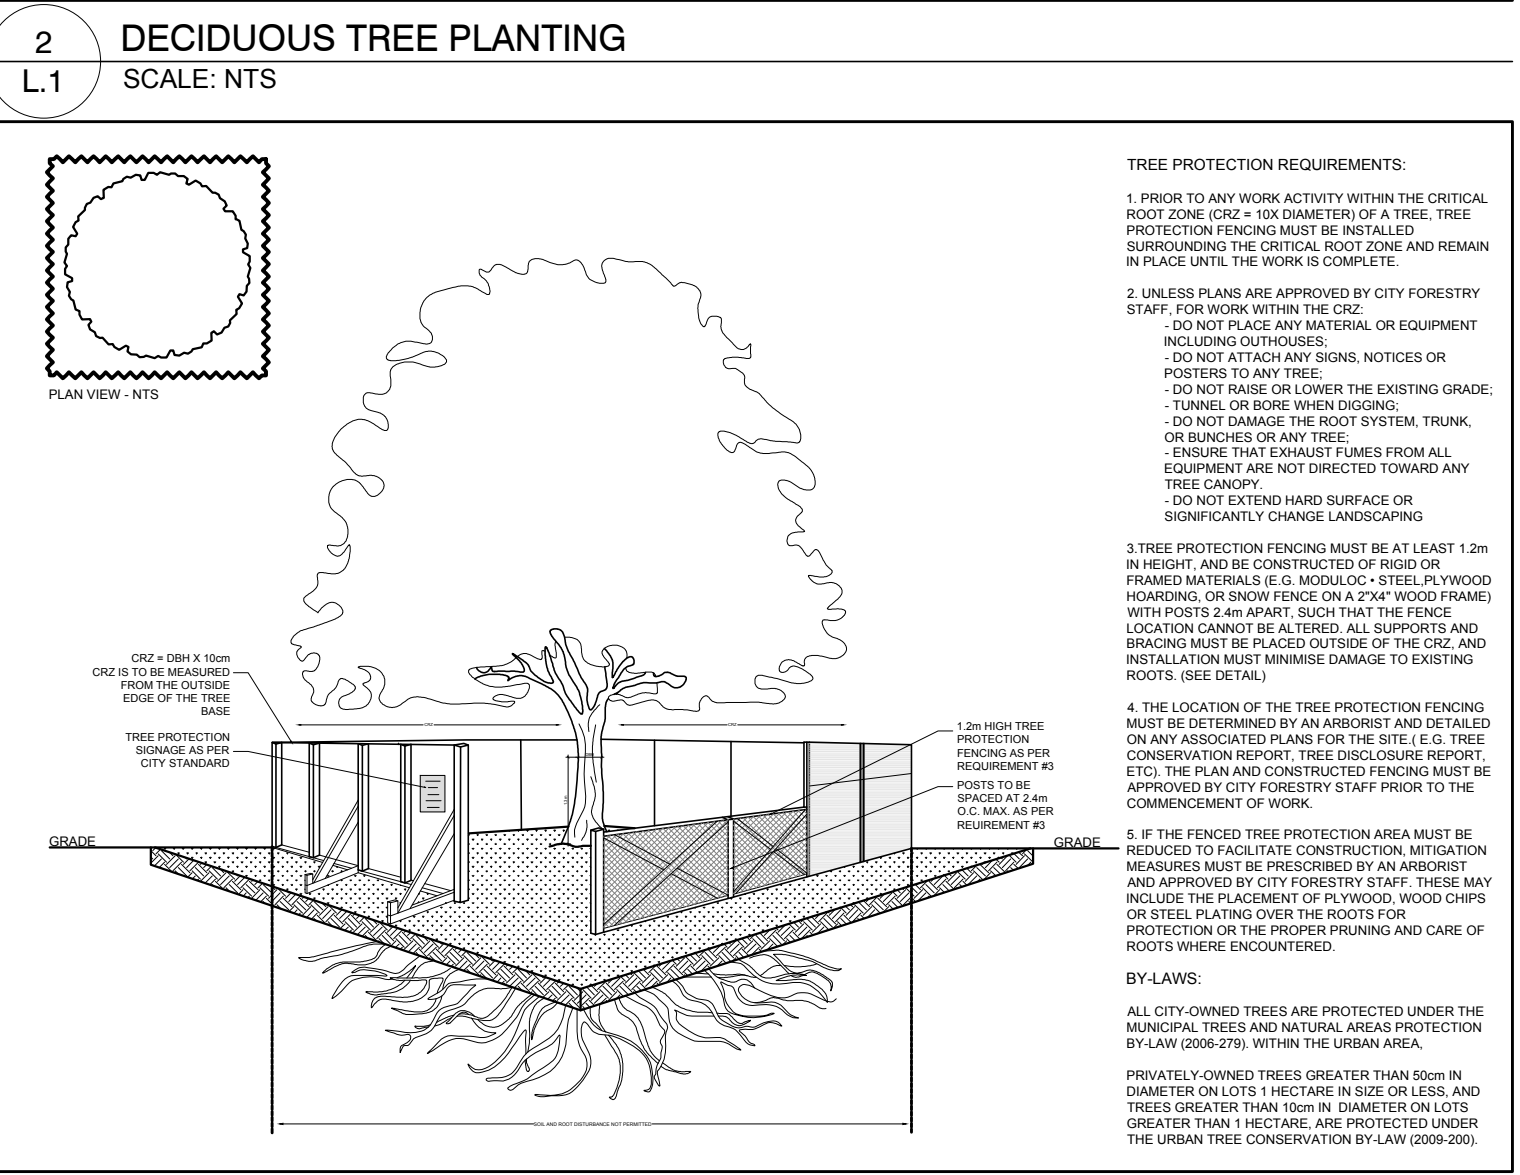 2
L.1
DECIDUOUS TREE PLANTING
SCALE: NTS
PLAN VIEW - NTS
CRZ = DBH X 10cm
CRZ IS TO BE MEASURED
FROM THE OUTSIDE
EDGE OF THE TREE
BASE
TREE PROTECTION
SIGNAGE AS PER
CITY STANDARD
GRADE
CRZ
CRZ
1.2m HIGH TREE
PROTECTION
FENCING AS PER
REQUIREMENT #3
POSTS TO BE
SPACED AT 2.4m
O.C. MAX. AS PER
REUIREMENT #3
GRADE
SOIL AND ROOT DISTURBANCE NOT PERMITTED
TREE PROTECTION REQUIREMENTS:
1. PRIOR TO ANY WORK ACTIVITY WITHIN THE CRITICAL
ROOT ZONE (CRZ = 10X DIAMETER) OF A TREE, TREE
PROTECTION FENCING MUST BE INSTALLED
SURROUNDING THE CRITICAL ROOT ZONE AND REMAIN
IN PLACE UNTIL THE WORK IS COMPLETE.
2. UNLESS PLANS ARE APPROVED BY CITY FORESTRY
STAFF, FOR WORK WITHIN THE CRZ:
- DO NOT PLACE ANY MATERIAL OR EQUIPMENT
INCLUDING OUTHOUSES;
- DO NOT ATTACH ANY SIGNS, NOTICES OR
POSTERS TO ANY TREE;
- DO NOT RAISE OR LOWER THE EXISTING GRADE;
- TUNNEL OR BORE WHEN DIGGING;
- DO NOT DAMAGE THE ROOT SYSTEM, TRUNK,
OR BUNCHES OR ANY TREE;
- ENSURE THAT EXHAUST FUMES FROM ALL
EQUIPMENT ARE NOT DIRECTED TOWARD ANY
TREE CANOPY.
- DO NOT EXTEND HARD SURFACE OR
SIGNIFICANTLY CHANGE LANDSCAPING
3.TREE PROTECTION FENCING MUST BE AT LEAST 1.2m
IN HEIGHT, AND BE CONSTRUCTED OF RIGID OR
FRAMED MATERIALS (E.G. MODULOC • STEEL,PLYWOOD
HOARDING, OR SNOW FENCE ON A 2"X4" WOOD FRAME)
WITH POSTS 2.4m APART, SUCH THAT THE FENCE
LOCATION CANNOT BE ALTERED. ALL SUPPORTS AND
BRACING MUST BE PLACED OUTSIDE OF THE CRZ, AND
INSTALLATION MUST MINIMISE DAMAGE TO EXISTING
ROOTS. (SEE DETAIL)
4. THE LOCATION OF THE TREE PROTECTION FENCING
MUST BE DETERMINED BY AN ARBORIST AND DETAILED
ON ANY ASSOCIATED PLANS FOR THE SITE.( E.G. TREE
CONSERVATION REPORT, TREE DISCLOSURE REPORT,
ETC). THE PLAN AND CONSTRUCTED FENCING MUST BE
APPROVED BY CITY FORESTRY STAFF PRIOR TO THE
COMMENCEMENT OF WORK.
5. IF THE FENCED TREE PROTECTION AREA MUST BE
REDUCED TO FACILITATE CONSTRUCTION, MITIGATION
MEASURES MUST BE PRESCRIBED BY AN ARBORIST
AND APPROVED BY CITY FORESTRY STAFF. THESE MAY
INCLUDE THE PLACEMENT OF PLYWOOD, WOOD CHIPS
OR STEEL PLATING OVER THE ROOTS FOR
PROTECTION OR THE PROPER PRUNING AND CARE OF
ROOTS WHERE ENCOUNTERED.
BY-LAWS:
ALL CITY-OWNED TREES ARE PROTECTED UNDER THE
MUNICIPAL TREES AND NATURAL AREAS PROTECTION
BY-LAW (2006-279). WITHIN THE URBAN AREA,
PRIVATELY-OWNED TREES GREATER THAN 50cm IN
DIAMETER ON LOTS 1 HECTARE IN SIZE OR LESS, AND
TREES GREATER THAN 10cm IN  DIAMETER ON LOTS
GREATER THAN 1 HECTARE, ARE PROTECTED UNDER
THE URBAN TREE CONSERVATION BY-LAW (2009-200).